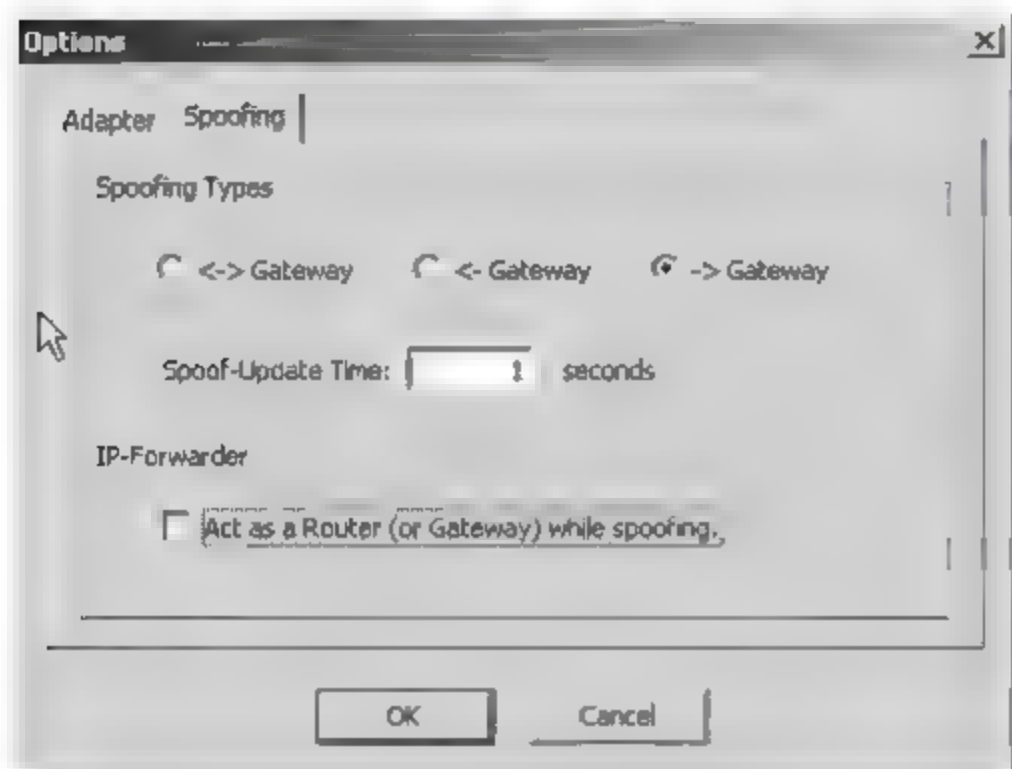 Options
Adapter Spoofing
Spoofing Types
<-> Gateway <- Gateway -> Gateway
Spoof-Update Time: 1 seconds
IP-Forwarder
Act as a Router (or Gateway) while spoofing.
OK Cancel